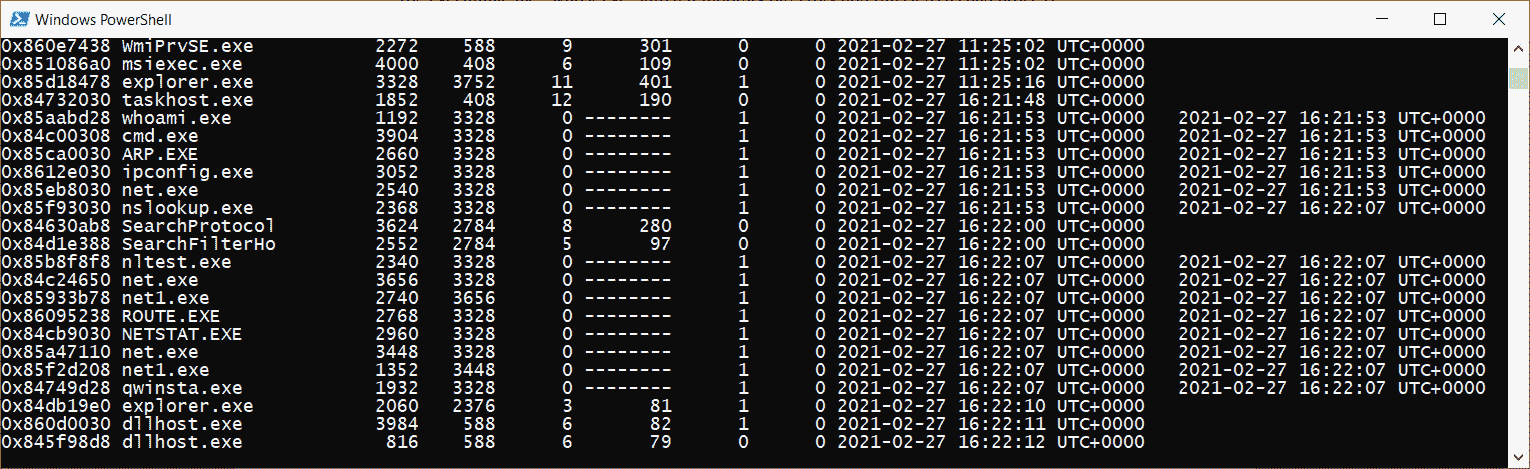 Windows PowerShell
0x860e7438 WmiPrvSE.exe 2272 588 9 301 0 0 2021-02-27 11:25:02 UTC+0000
0x851086a0 msiexec.exe 4000 408 6 109 0 0 2021-02-27 11:25:02 UTC+0000
0x85d18478 explorer.exe 3328 3752 11 401 1 0 2021-02-27 11:25:16 UTC+0000
0x84732030 taskhost.exe 1852 408 12 190 0 0 2021-02-27 16:21:48 UTC+0000
0x85aabd28 whoami.exe 1192 3328 0 -------- 1 0 2021-02-27 16:21:53 UTC+0000 2021-02-27 16:21:53 UTC+0000
0x84c00308 cmd.exe 3904 3328 0 -------- 1 0 2021-02-27 16:21:53 UTC+0000 2021-02-27 16:21:53 UTC+0000
0x85ca0030 ARP.EXE 2660 3328 0 -------- 1 0 2021-02-27 16:21:53 UTC+0000 2021-02-27 16:21:53 UTC+0000
0x8612e030 ipconfig.exe 3052 3328 0 -------- 1 0 2021-02-27 16:21:53 UTC+0000 2021-02-27 16:21:53 UTC+0000
0x85eb8030 net.exe 2540 3328 0 -------- 1 0 2021-02-27 16:21:53 UTC+0000 2021-02-27 16:21:53 UTC+0000
0x85f93030 nslookup.exe 2368 3328 0 -------- 1 0 2021-02-27 16:21:53 UTC+0000 2021-02-27 16:22:07 UTC+0000
0x84630ab8 SearchProtocol 3624 2784 8 280 0 0 2021-02-27 16:22:00 UTC+0000
0x84d1e388 SearchFilterHo 2552 2784 5 97 0 0 2021-02-27 16:22:00 UTC+0000
0x85b8f8f8 nltest.exe 2340 3328 0 -------- 1 0 2021-02-27 16:22:07 UTC+0000 2021-02-27 16:22:07 UTC+0000
0x84c24650 net.exe 3656 3328 0 -------- 1 0 2021-02-27 16:22:07 UTC+0000 2021-02-27 16:22:07 UTC+0000
0x85933b78 net1.exe 2740 3656 0 -------- 1 0 2021-02-27 16:22:07 UTC+0000 2021-02-27 16:22:07 UTC+0000
0x86095238 ROUTE.EXE 2768 3328 0 -------- 1 0 2021-02-27 16:22:07 UTC+0000 2021-02-27 16:22:07 UTC+0000
0x84cb9030 NETSTAT.EXE 2960 3328 0 -------- 1 0 2021-02-27 16:22:07 UTC+0000 2021-02-27 16:22:07 UTC+0000
0x85a47110 net.exe 3448 3328 0 -------- 1 0 2021-02-27 16:22:07 UTC+0000 2021-02-27 16:22:07 UTC+0000
0x85f2d208 net1.exe 1352 3448 0 -------- 1 0 2021-02-27 16:22:07 UTC+0000 2021-02-27 16:22:07 UTC+0000
0x84749d28 qwinsta.exe 1932 3328 0 -------- 1 0 2021-02-27 16:22:07 UTC+0000 2021-02-27 16:22:07 UTC+0000
0x84db19e0 explorer.exe 2060 2376 3 81 1 0 2021-02-27 16:22:10 UTC+0000
0x860d0030 dllhost.exe 3984 588 6 82 1 0 2021-02-27 16:22:11 UTC+0000
0x845f98d8 dllhost.exe 816 588 6 79 0 0 2021-02-27 16:22:12 UTC+0000